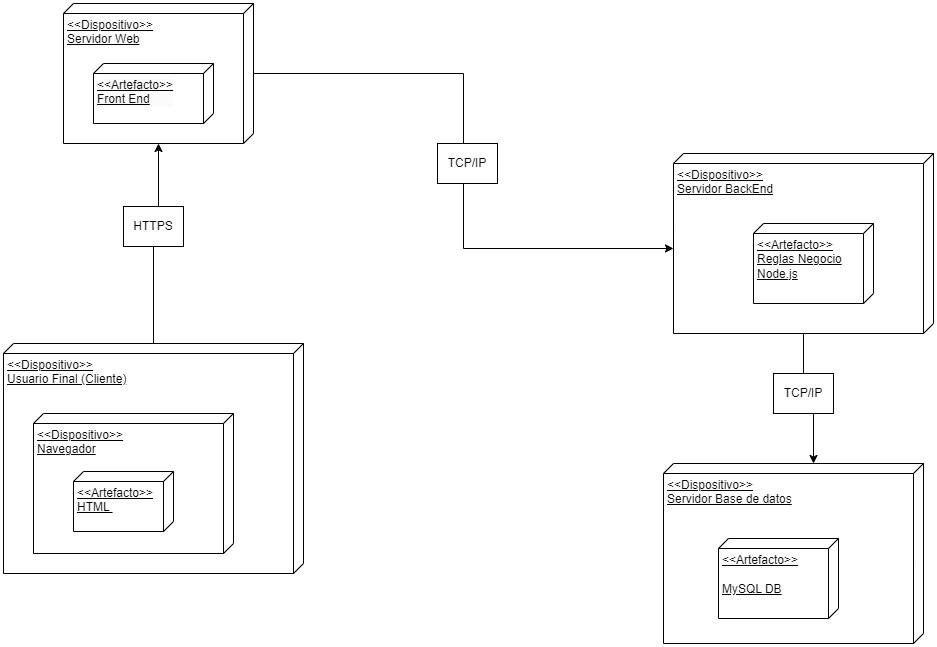 <<Dispositivo>>
Servidor Web
<<Artefacto>>
Front End
TCP/IP
HTTPS
<<Dispositivo>>
Servidor BackEnd
<<Artefacto>>
Reglas Negocio
Node.js
TCP/IP
<<Dispositivo>>
Usuario Final (Cliente)
<<Dispositivo>>
Navegador
<<Artefacto>>
HTML
<<Dispositivo>>
Servidor Base de datos
<<Artefacto>>
MySQL DB